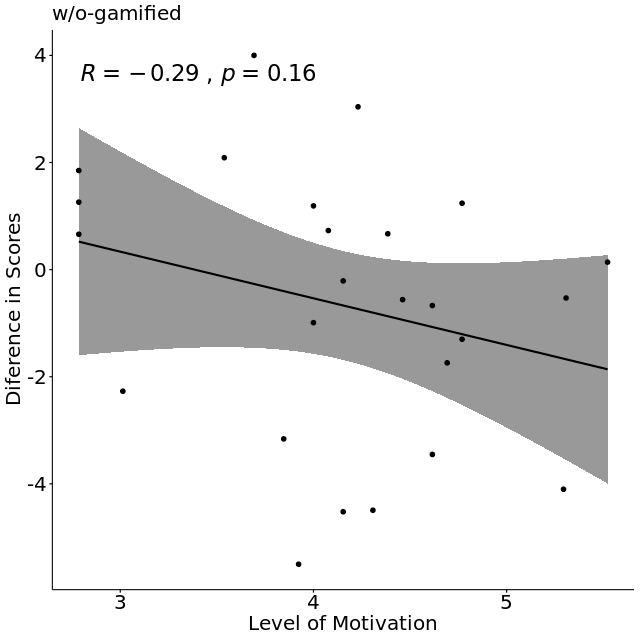 w/o-gamified
R = −0.29 , p = 0.16
4
2
0
-2
-4
Diference in Scores
3 4 5
Level of Motivation